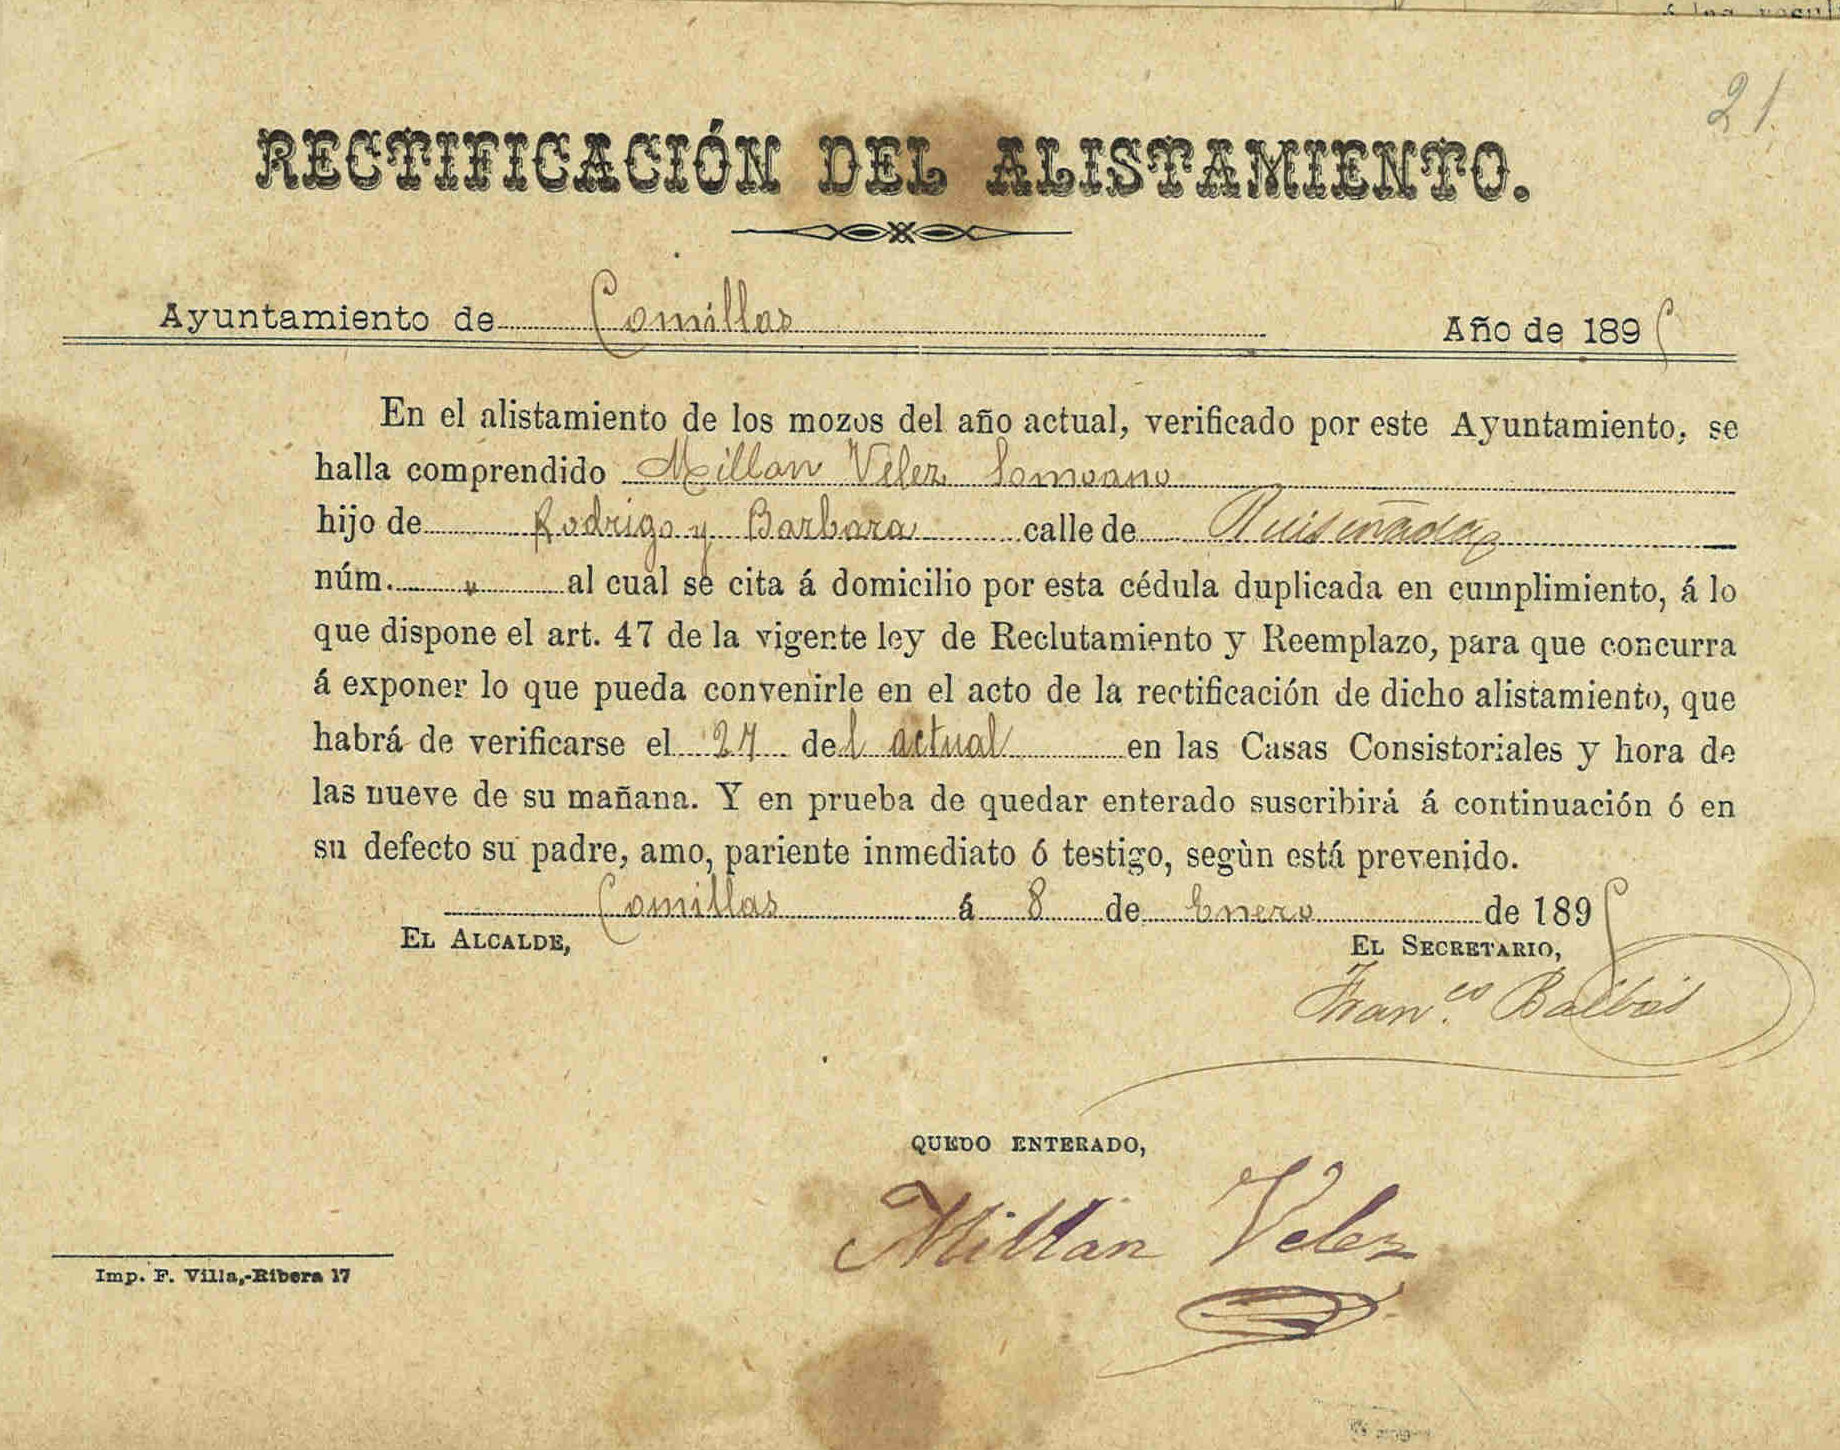 21
RECTIFICACIÓN DEL ALISTAMIENTO.
Ayuntamiento de Comillas Año de 1895
En el alistamiento de los mozos del año actual, verificado por este Ayuntamiento, se
halla comprendido Millan Velez Somoano
hijo de Rodrigo y Barbara calle de Ruiseñada
núm. " al cual se cita á domicilio por esta cédula duplicada en cumplimiento, á lo
que dispone el art. 47 de la vigente ley de Reclutamiento y Reemplazo, para que concurra
á exponer lo que pueda convenirle en el acto de la rectificación de dicho alistamiento, que
habrá de verificarse el 27 del actual en las Casas Consistoriales y hora de
las nueve de su mañana. Y en prueba de quedar enterado suscribirá á continuación ó en
su defecto su padre, amo, pariente inmediato ó testigo, segùn está prevenido.
Comillas á 8 de Enero de 1895
EL ALCALDE, EL SECRETARIO,
Fran.co Balbás
QUEDO ENTERADO,
Millan Velez
Imp. F. Villa,-Ribera 17